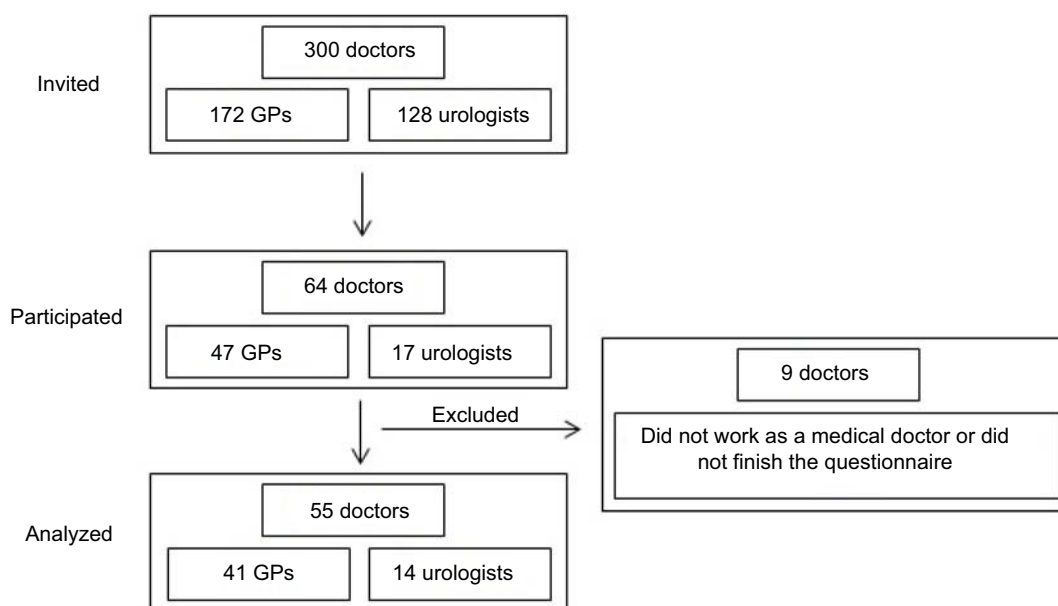 300 doctors
Invited
172 GPs
128 urologists
64 doctors
Participated
47 GPs
17 urologists
9 doctors
Excluded
Did not work as a medical doctor or did
not finish the questionnaire
55 doctors
Analyzed
41 GPs
14 urologists